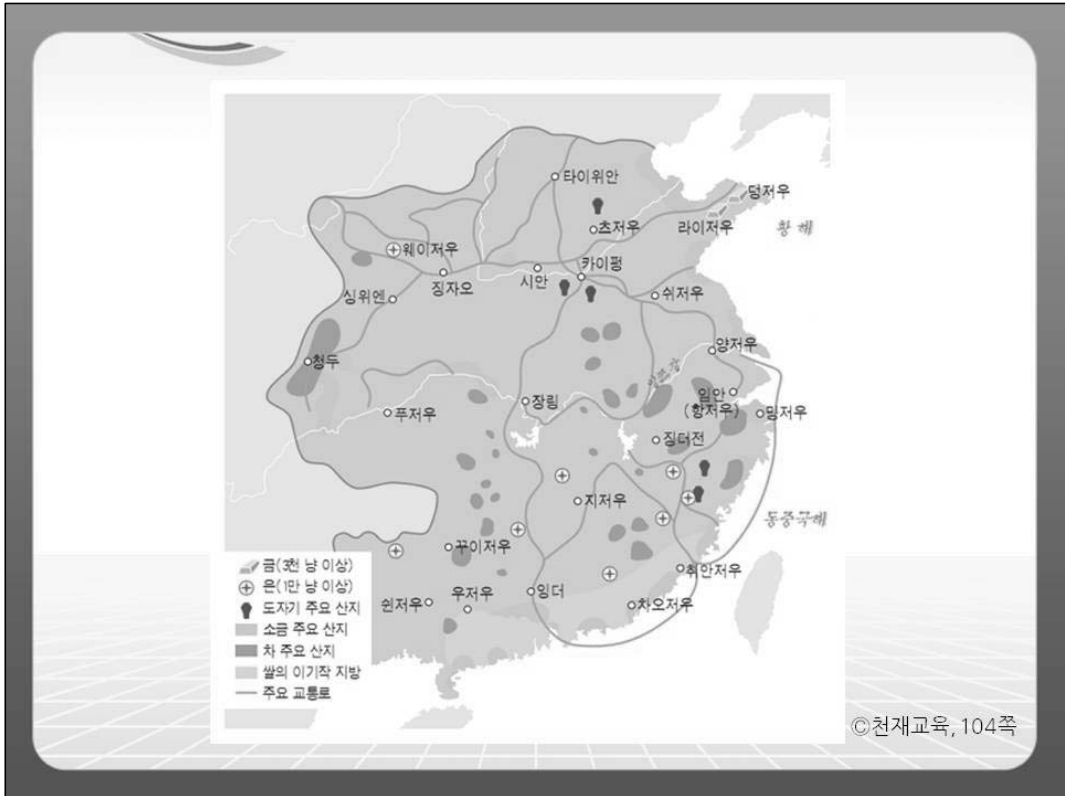 타이위안
덩저우
츠저우
라이저우
황해
웨이저우
카이펑
징자오
시안
싱위엔
쉬저우
청두
양저우
임안
(항저우)
푸저우
장링
밍저우
징더전
지저우
동중국해
꾸이저우
취안저우
쉰저우
우저우
잉더
차오저우
금(3천 냥 이상)
은(1만 냥 이상)
도자기 주요 산지
소금 주요 산지
차 주요 산지
쌀의 이기작 지방
주요 교통로
©천재교육, 104쪽